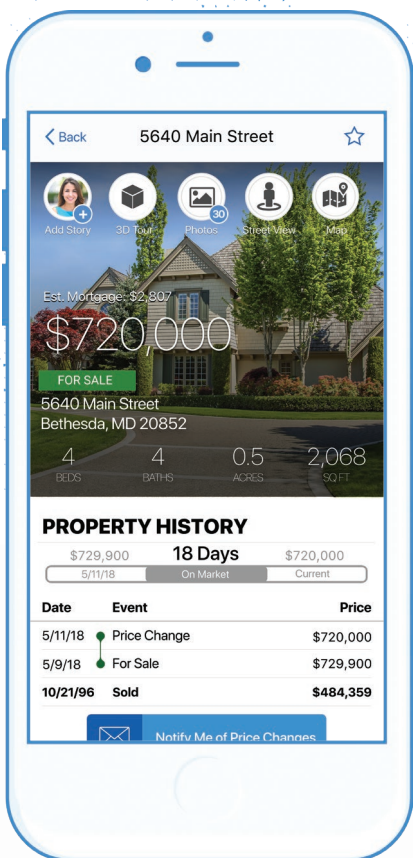 Back 5640 Main Street
30
Add Story 3D Tour Photos Street View Map
Est. Mortgage: $2,807
$720,000
FOR SALE
5640 Main Street
Bethesda, MD 20852
4 4 0.5 2,068
BEDS BATHS ACRES SQ FT
PROPERTY HISTORY
$729,900 18 Days $720,000
5/11/18 On Market Current
Date Event Price
5/11/18 Price Change $720,000
5/9/18 For Sale $729,900
10/21/96 Sold $484,359
Notify Me of Price Changes